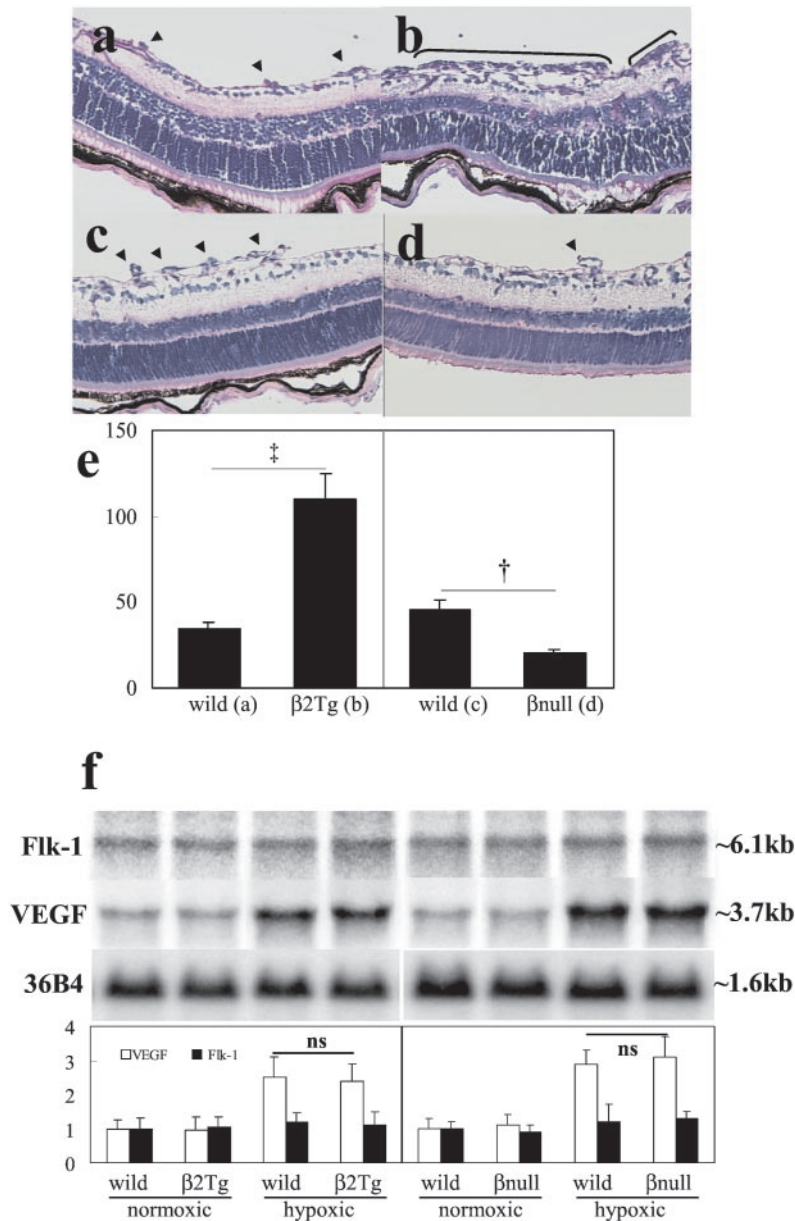 a
b
c
d
e
150
100
50
0
‡
†
wild (a) β2Tg (b) wild (c) βnull (d)
f
Flk-1 ~6.1kb
VEGF ~3.7kb
36B4 ~1.6kb
4
3
2
1
0
VEGF Flk-1
ns
ns
wild β2Tg wild β2Tg wild βnull wild βnull
normoxic hypoxic normoxic hypoxic